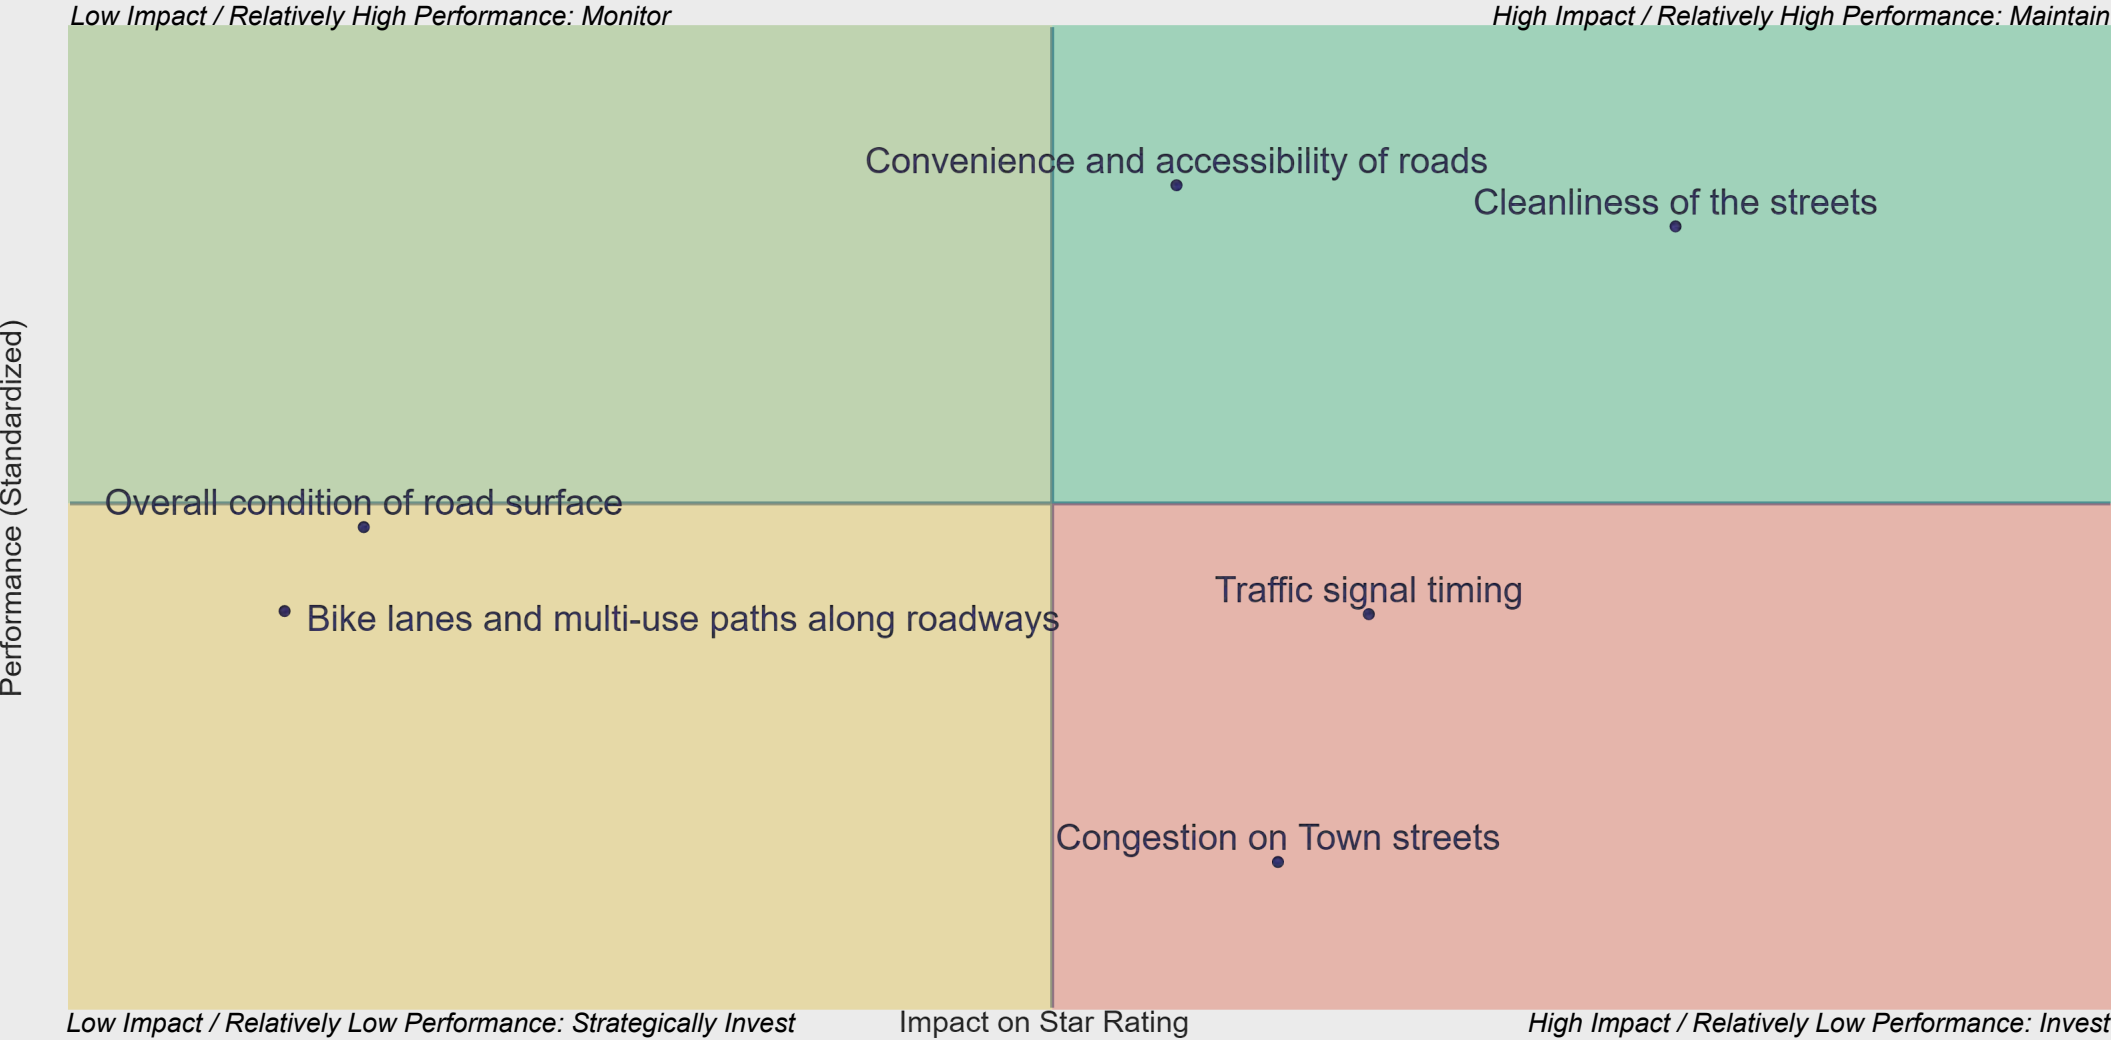 Low Impact / Relatively High Performance: Monitor
High Impact / Relatively High Performance: Maintain
Convenience and accessibility of roads
Cleanliness of the streets
Performance (Standardized)
Overall condition of road surface
Traffic signal timing
Bike lanes and multi-use paths along roadways
Congestion on Town streets
Low Impact / Relatively Low Performance: Strategically Invest
Impact on Star Rating
High Impact / Relatively Low Performance: Invest